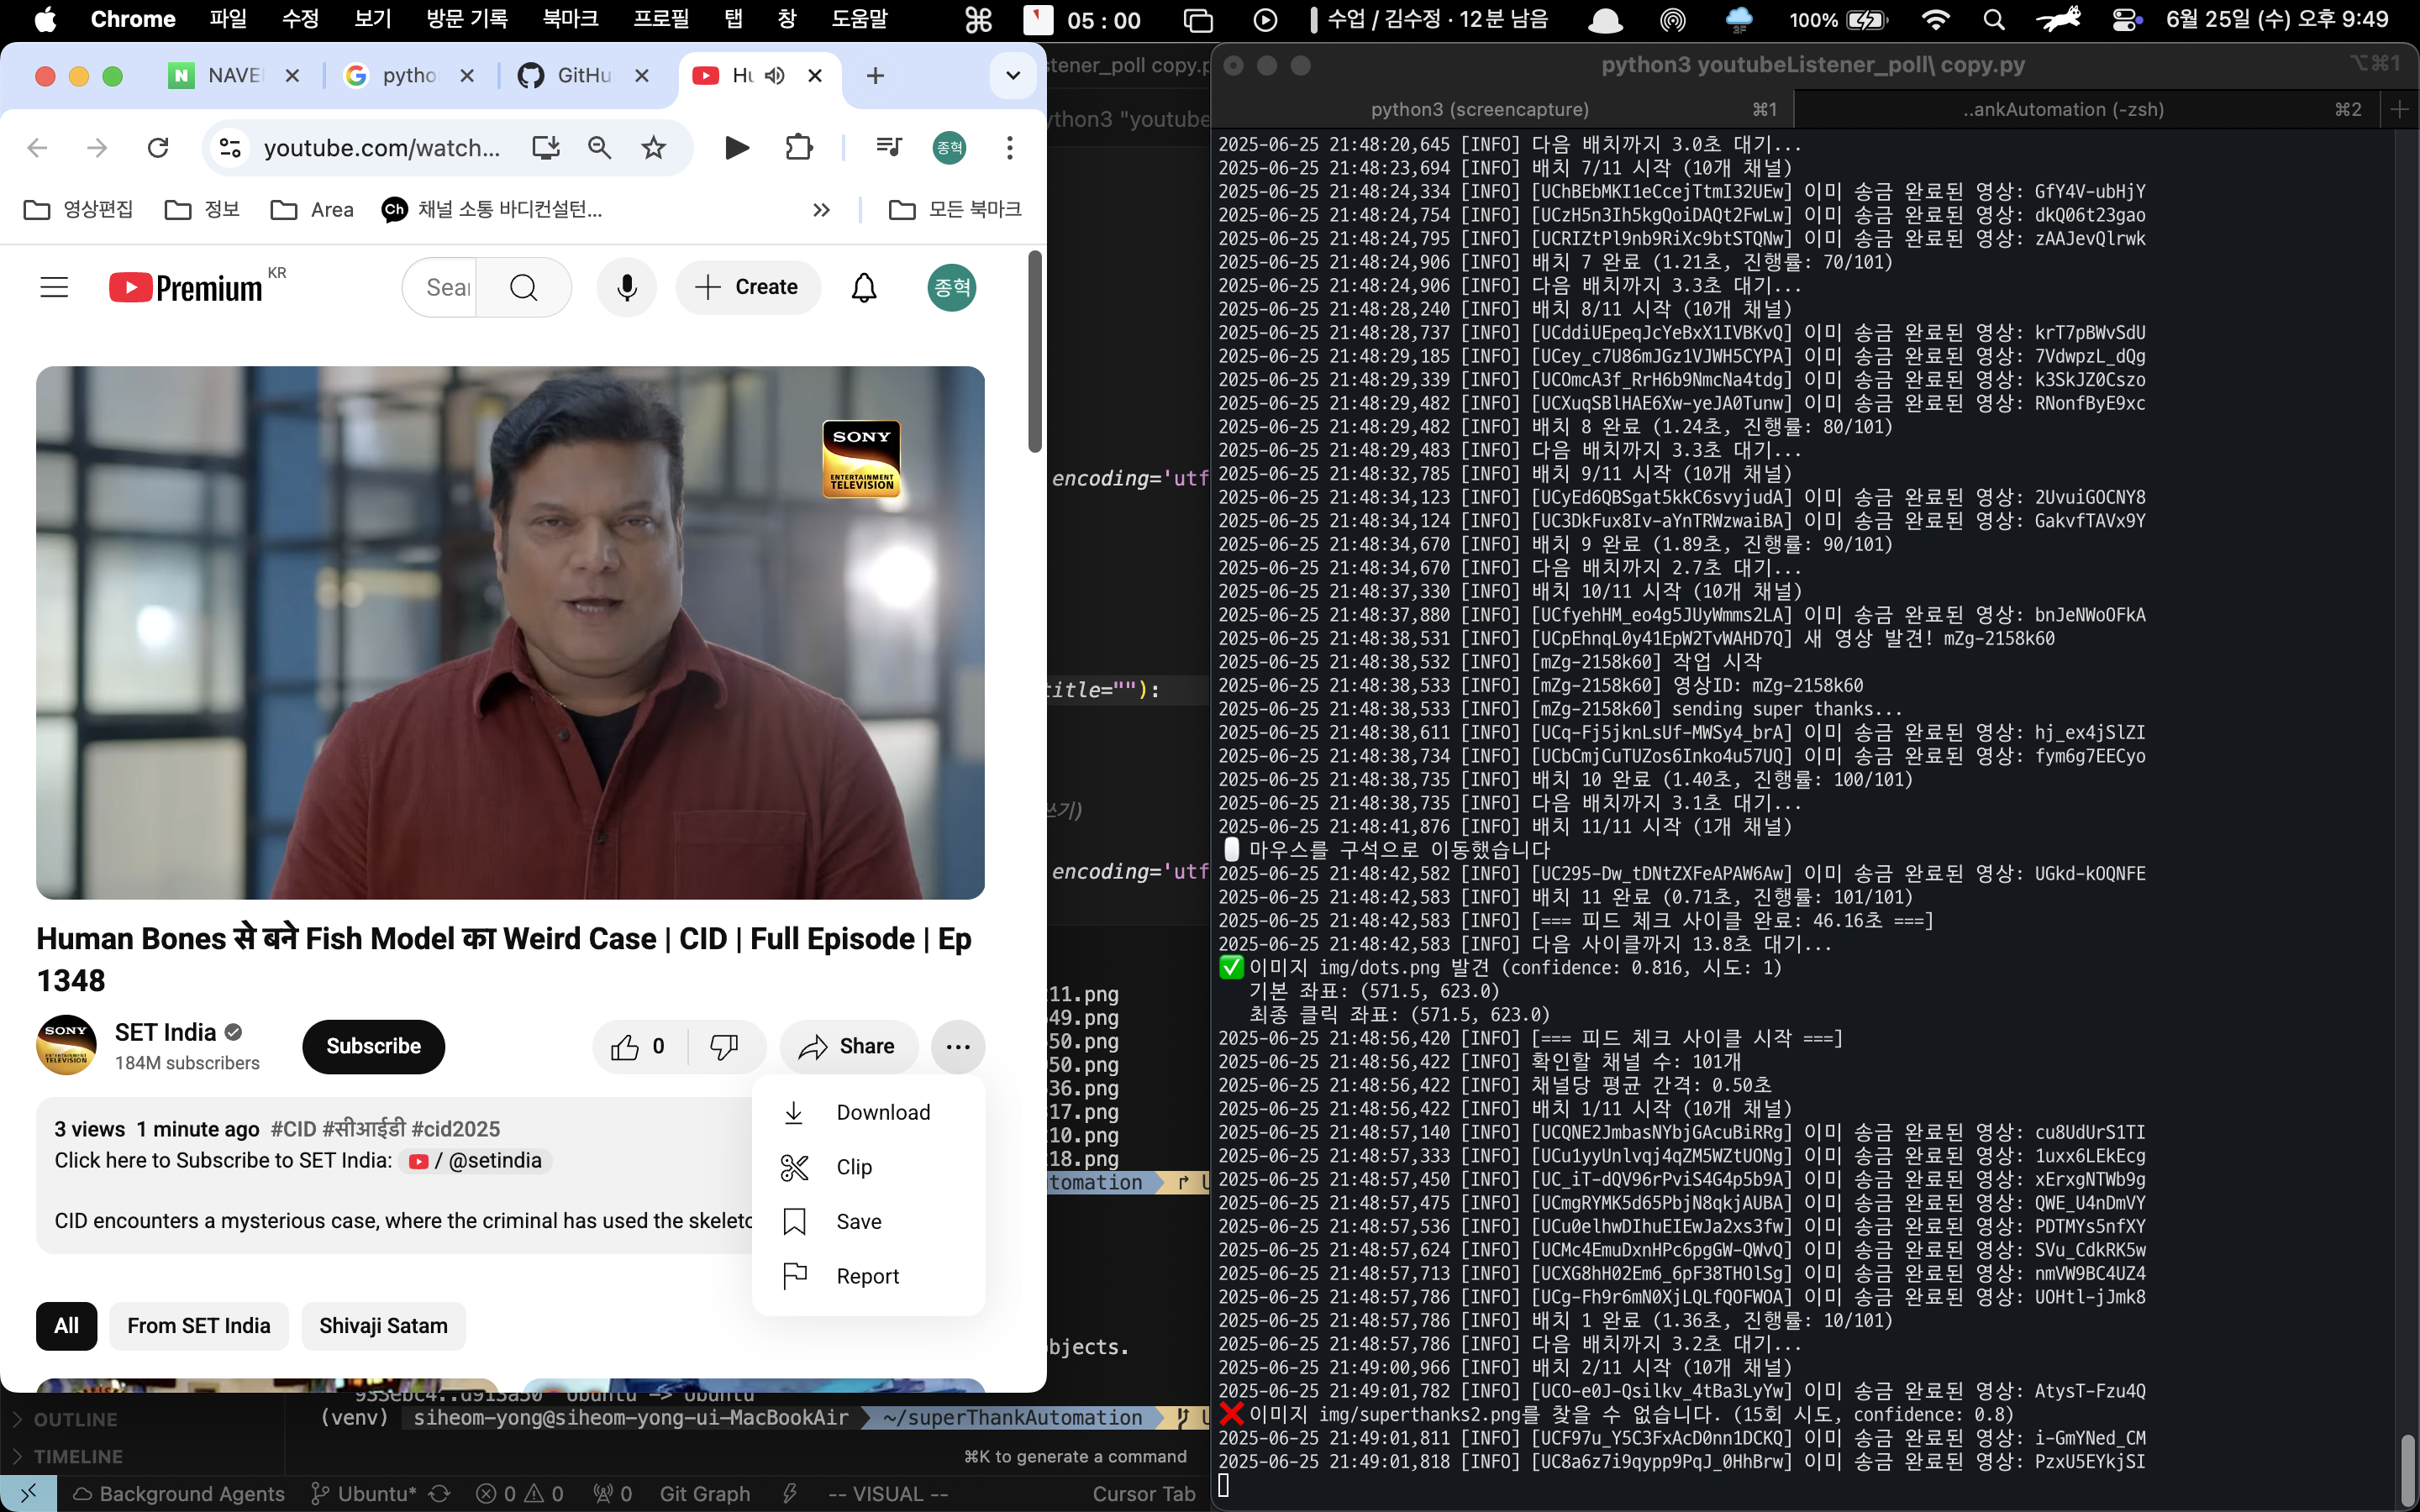 Chrome 파일 수정 보기 방문 기록 북마크 프로필 탭 창 도움말
05 : 00 수업 / 김수정 · 12분 남음 100% 6월 25일 (수) 오후 9:49
NAVE pytho GitHu Hu
youtube.com/watch...
종혁
영상편집 정보 Area 채널 소통 바디컨설턴... 모든 북마크
Premium KR
Sear Create 종혁
SONY
ENTERTAINMENT
TELEVISION
Human Bones से बने Fish Model का Weird Case | CID | Full Episode | Ep
1348
SET India
184M subscribers
Subscribe
0 Share
3 views 1 minute ago #CID #सीआईडी #cid2025
Click here to Subscribe to SET India: / @setindia
CID encounters a mysterious case, where the criminal has used the skeleto
Download
Clip
Save
Report
All From SET India Shivaji Satam
stener_poll copy.p
ython3 "youtube
encoding='utf
title=""):
쓰기)
encoding='utf
11.png
49.png
50.png
50.png
36.png
17.png
10.png
18.png
tomation
bjects.
(venv) siheom-yong@siheom-yong-ui-MacBookAir ~/superThankAutomation
⌘K to generate a command
OUTLINE
TIMELINE
Background Agents Ubuntu* 0 0 0 Git Graph -- VISUAL -- Cursor Tab
python3 youtubeListener_poll\ copy.py ⌥⌘1
python3 (screencapture) ⌘1 ..ankAutomation (-zsh) ⌘2
2025-06-25 21:48:20,645 [INFO] 다음 배치까지 3.0초 대기...
2025-06-25 21:48:23,694 [INFO] 배치 7/11 시작 (10개 채널)
2025-06-25 21:48:24,334 [INFO] [UChBEbMKI1eCcejTtmI32UEw] 이미 송금 완료된 영상: GfY4V-ubHjY
2025-06-25 21:48:24,754 [INFO] [UCzH5n3Ih5kgQoiDAQt2FwLw] 이미 송금 완료된 영상: dkQ06t23gao
2025-06-25 21:48:24,795 [INFO] [UCRIZtPl9nb9RiXc9btSTQNw] 이미 송금 완료된 영상: zAAJevQlrwk
2025-06-25 21:48:24,906 [INFO] 배치 7 완료 (1.21초, 진행률: 70/101)
2025-06-25 21:48:24,906 [INFO] 다음 배치까지 3.3초 대기...
2025-06-25 21:48:28,240 [INFO] 배치 8/11 시작 (10개 채널)
2025-06-25 21:48:28,737 [INFO] [UCddiUEpeqJcYeBxX1IVBKvQ] 이미 송금 완료된 영상: krT7pBWvSdU
2025-06-25 21:48:29,185 [INFO] [UCey_c7U86mJGz1VJWH5CYPA] 이미 송금 완료된 영상: 7VdwpzL_dQg
2025-06-25 21:48:29,339 [INFO] [UCOmcA3f_RrH6b9NmcNa4tdg] 이미 송금 완료된 영상: k3SkJZ0Cszo
2025-06-25 21:48:29,482 [INFO] [UCXuqSBlHAE6Xw-yeJA0Tunw] 이미 송금 완료된 영상: RNonfByE9xc
2025-06-25 21:48:29,482 [INFO] 배치 8 완료 (1.24초, 진행률: 80/101)
2025-06-25 21:48:29,483 [INFO] 다음 배치까지 3.3초 대기...
2025-06-25 21:48:32,785 [INFO] 배치 9/11 시작 (10개 채널)
2025-06-25 21:48:34,123 [INFO] [UCyEd6QBSgat5kkC6svyjudA] 이미 송금 완료된 영상: 2UvuiGOCNY8
2025-06-25 21:48:34,124 [INFO] [UC3DkFux8Iv-aYnTRWzwaiBA] 이미 송금 완료된 영상: GakvfTAVx9Y
2025-06-25 21:48:34,670 [INFO] 배치 9 완료 (1.89초, 진행률: 90/101)
2025-06-25 21:48:34,670 [INFO] 다음 배치까지 2.7초 대기...
2025-06-25 21:48:37,330 [INFO] 배치 10/11 시작 (10개 채널)
2025-06-25 21:48:37,880 [INFO] [UCfyehHM_eo4g5JUyWmms2LA] 이미 송금 완료된 영상: bnJeNWoOFkA
2025-06-25 21:48:38,531 [INFO] [UCpEhnqL0y41EpW2TvWAHD7Q] 새 영상 발견! mZg-2158k60
2025-06-25 21:48:38,532 [INFO] [mZg-2158k60] 작업 시작
2025-06-25 21:48:38,533 [INFO] [mZg-2158k60] 영상ID: mZg-2158k60
2025-06-25 21:48:38,533 [INFO] [mZg-2158k60] sending super thanks...
2025-06-25 21:48:38,611 [INFO] [UCq-Fj5jknLsUf-MWSy4_brA] 이미 송금 완료된 영상: hj_ex4jSlZI
2025-06-25 21:48:38,734 [INFO] [UCbCmjCuTUZos6Inko4u57UQ] 이미 송금 완료된 영상: fym6g7EECyo
2025-06-25 21:48:38,735 [INFO] 배치 10 완료 (1.40초, 진행률: 100/101)
2025-06-25 21:48:38,735 [INFO] 다음 배치까지 3.1초 대기...
2025-06-25 21:48:41,876 [INFO] 배치 11/11 시작 (1개 채널)
마우스를 구석으로 이동했습니다
2025-06-25 21:48:42,582 [INFO] [UC295-Dw_tDNtZXFeAPAW6Aw] 이미 송금 완료된 영상: UGkd-kOQNFE
2025-06-25 21:48:42,583 [INFO] 배치 11 완료 (0.71초, 진행률: 101/101)
2025-06-25 21:48:42,583 [INFO] [=== 피드 체크 사이클 완료: 46.16초 ===]
2025-06-25 21:48:42,583 [INFO] 다음 사이클까지 13.8초 대기...
✅ 이미지 img/dots.png 발견 (confidence: 0.816, 시도: 1)
기본 좌표: (571.5, 623.0)
최종 클릭 좌표: (571.5, 623.0)
2025-06-25 21:48:56,420 [INFO] [=== 피드 체크 사이클 시작 ===]
2025-06-25 21:48:56,422 [INFO] 확인할 채널 수: 101개
2025-06-25 21:48:56,422 [INFO] 채널당 평균 간격: 0.50초
2025-06-25 21:48:56,422 [INFO] 배치 1/11 시작 (10개 채널)
2025-06-25 21:48:57,140 [INFO] [UCQNE2JmbasNYbjGAcuBiRRg] 이미 송금 완료된 영상: cu8UdUrS1TI
2025-06-25 21:48:57,333 [INFO] [UCu1yyUnlvqj4qZM5WZtUONg] 이미 송금 완료된 영상: 1uxx6LEkEcg
2025-06-25 21:48:57,450 [INFO] [UC_iT-dQV96rPviS4G4p5b9A] 이미 송금 완료된 영상: xErxgNTWb9g
2025-06-25 21:48:57,475 [INFO] [UCmgRYMK5d65PbjN8qkjAUBA] 이미 송금 완료된 영상: QWE_U4nDmVY
2025-06-25 21:48:57,536 [INFO] [UCu0elhwDIhuEIEwJa2xs3fw] 이미 송금 완료된 영상: PDTMYs5nfXY
2025-06-25 21:48:57,624 [INFO] [UCMc4EmuDxnHPc6pgGW-QWvQ] 이미 송금 완료된 영상: SVu_CdkRK5w
2025-06-25 21:48:57,713 [INFO] [UCXG8hH02Em6_6pF38THOlSg] 이미 송금 완료된 영상: nmVW9BC4UZ4
2025-06-25 21:48:57,786 [INFO] [UCg-Fh9r6mN0XjLQLfQOFWOA] 이미 송금 완료된 영상: UOHtl-jJmk8
2025-06-25 21:48:57,786 [INFO] 배치 1 완료 (1.36초, 진행률: 10/101)
2025-06-25 21:48:57,786 [INFO] 다음 배치까지 3.2초 대기...
2025-06-25 21:49:00,966 [INFO] 배치 2/11 시작 (10개 채널)
2025-06-25 21:49:01,782 [INFO] [UCO-e0J-Qsilkv_4tBa3LyYw] 이미 송금 완료된 영상: AtysT-Fzu4Q
❌ 이미지 img/superthanks2.png를 찾을 수 없습니다. (15회 시도, confidence: 0.8)
2025-06-25 21:49:01,811 [INFO] [UCF97u_Y5C3FxAcD0nn1DCKQ] 이미 송금 완료된 영상: i-GmYNed_CM
2025-06-25 21:49:01,818 [INFO] [UC8a6z7i9qypp9PqJ_0HhBrw] 이미 송금 완료된 영상: PzxU5EYkjSI